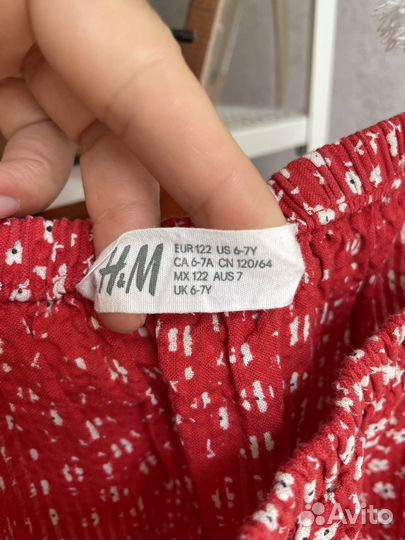 H&M
EUR 122 US 6-7Y
CA 6-7A CN 120/64
MX 122 AUS 7
UK 6-7Y
Avito